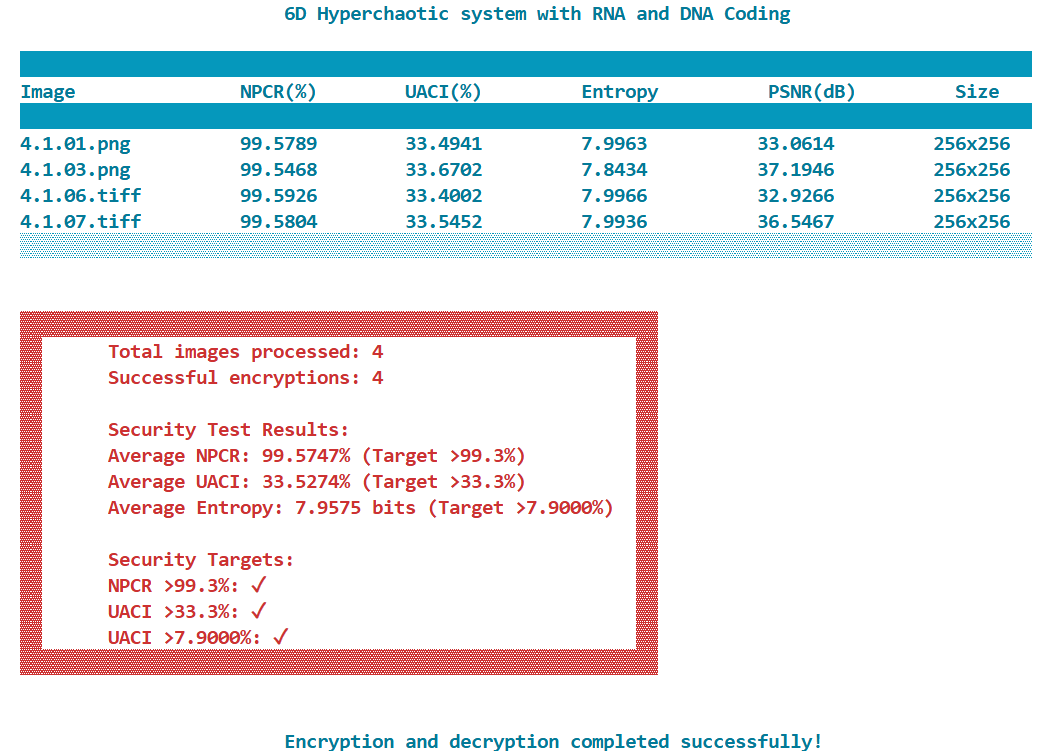 6D Hyperchaotic system with RNA and DNA Coding
Image NPCR(%) UACI(%) Entropy PSNR(dB) Size
4.1.01.png 99.5789 33.4941 7.9963 33.0614 256x256
4.1.03.png 99.5468 33.6702 7.8434 37.1946 256x256
4.1.06.tiff 99.5926 33.4002 7.9966 32.9266 256x256
4.1.07.tiff 99.5804 33.5452 7.9936 36.5467 256x256
Total images processed: 4
Successful encryptions: 4
Security Test Results:
Average NPCR: 99.5747% (Target >99.3%)
Average UACI: 33.5274% (Target >33.3%)
Average Entropy: 7.9575 bits (Target >7.9000%)
Security Targets:
NPCR >99.3%: ✓
UACI >33.3%: ✓
UACI >7.9000%: ✓
Encryption and decryption completed successfully!